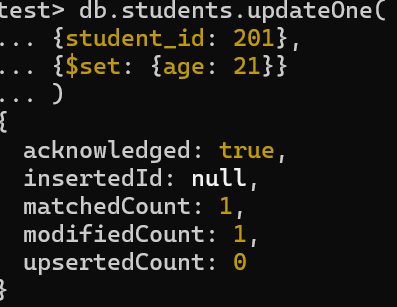 test> db.students.updateOne(
... {student_id: 201},
... {$set: {age: 21}}
... )
{
  acknowledged: true,
  insertedId: null,
  matchedCount: 1,
  modifiedCount: 1,
  upsertedCount: 0
}